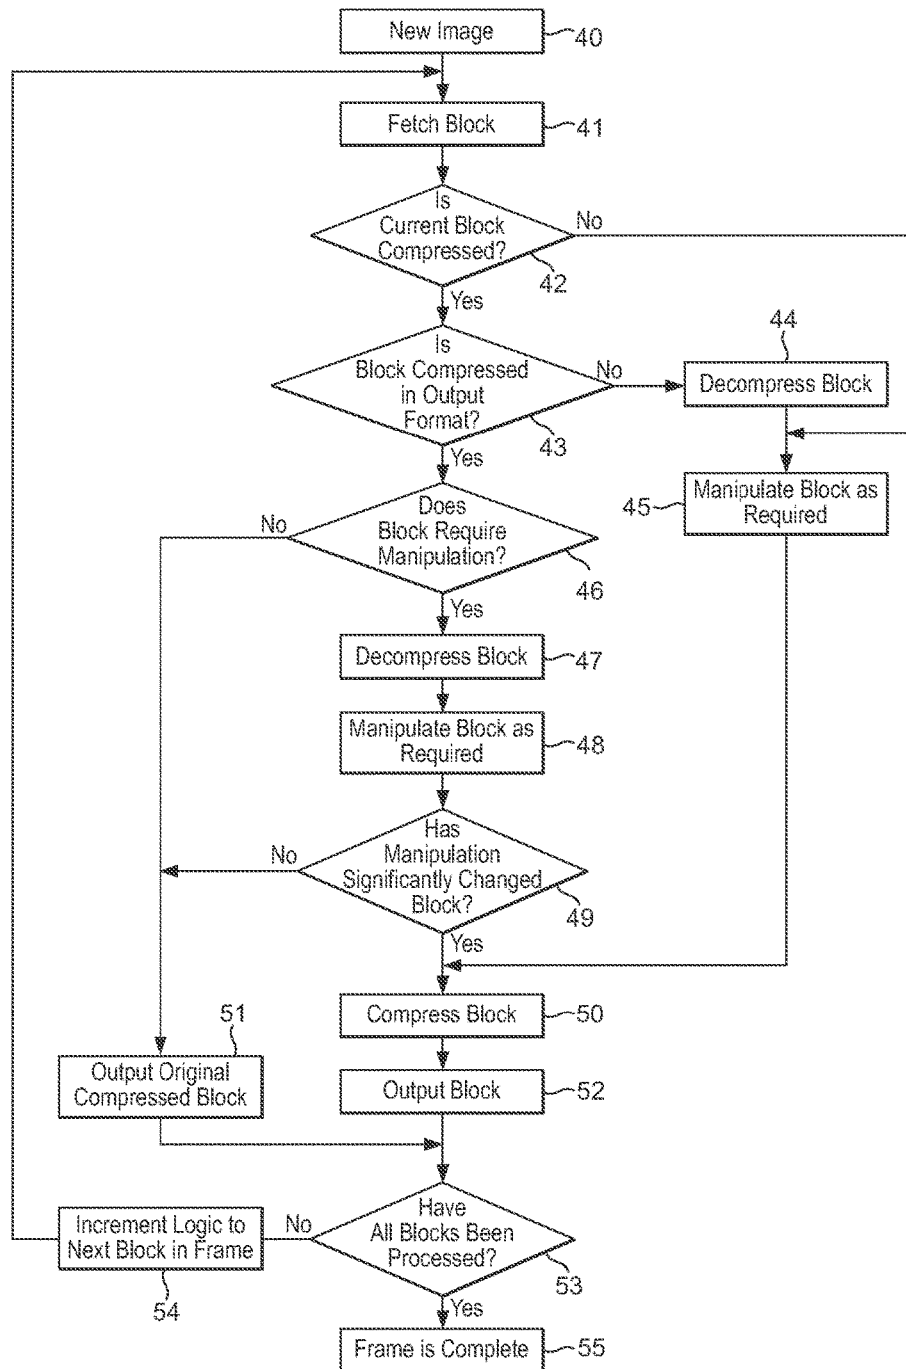 New Image
40
Fetch Block
41
Is
Current Block
Compressed?
No
42
Yes
44
Is
Block Compressed
in Output
Format?
No
Decompress Block
43
Yes
Does
Block Require
Manipulation?
No
45
Manipulate Block as
Required
46
Yes
Decompress Block
47
Manipulate Block as
Required
48
Has
Manipulation
Significantly Changed
Block?
No
49
Yes
51
Compress Block
50
Output Original
Compressed Block
Output Block
52
Increment Logic to
Next Block in Frame
No
Have
All Blocks Been
Processed?
53
54
Yes
Frame is Complete
55